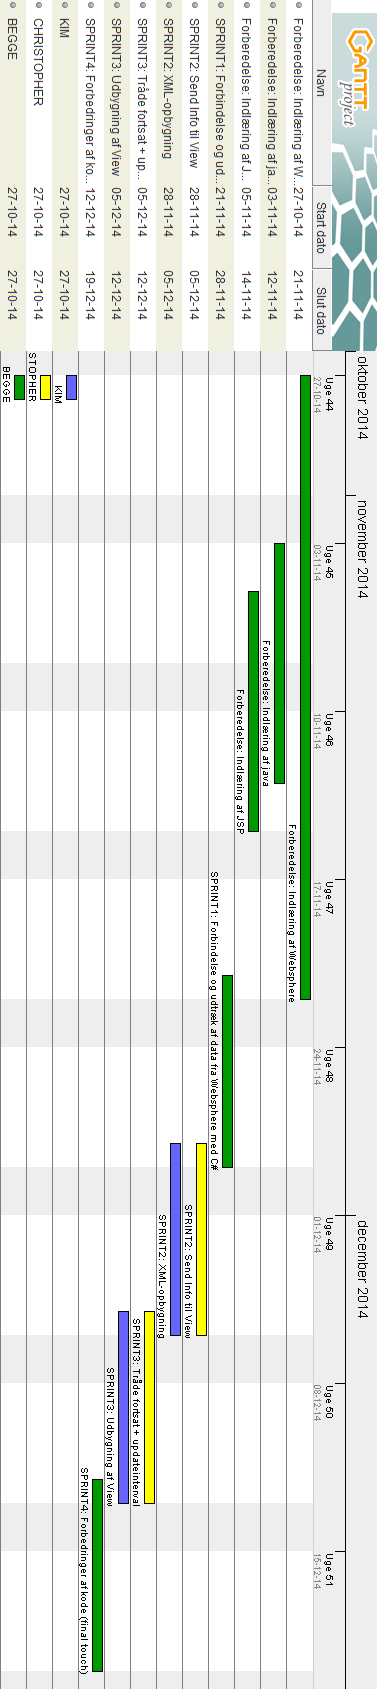 GANTT
project
oktober 2014
november 2014
december 2014
Navn Start dato Slut dato
Uge 44
27-10-14
Uge 45
03-11-14
Uge 46
10-11-14
Uge 47
17-11-14
Uge 48
24-11-14
Uge 49
01-12-14
Uge 50
08-12-14
Uge 51
15-12-14
Forberedelse: Indlæring af W... 27-10-14 21-11-14
Forberedelse: Indlæring af Websphere
Forberedelse: Indlæring af ja... 03-11-14 12-11-14
Forberedelse: Indlæring af java
Forberedelse: Indlæring af J... 05-11-14 14-11-14
Forberedelse: Indlæring af JSP
SPRINT1: Forbindelse og ud... 21-11-14 28-11-14
SPRINT1: Forbindelse og udtræk af data fra Websphere med C#
SPRINT2: Send Info til View 28-11-14 05-12-14
SPRINT2: Send Info til View
SPRINT2: XML-opbygning 28-11-14 05-12-14
SPRINT2: XML-opbygning
SPRINT3: Tråde fortsat + up... 05-12-14 12-12-14
SPRINT3: Tråde fortsat + updateinterval
SPRINT3: Udbygning af View 05-12-14 12-12-14
SPRINT3: Udbygning af View
SPRINT4: Forbedringer af ko... 12-12-14 19-12-14
SPRINT4: Forbedringer af kode (final touch)
KIM 27-10-14 27-10-14
KIM
CHRISTOPHER 27-10-14 27-10-14
STOPHER
BEGGE 27-10-14 27-10-14
BEGGE